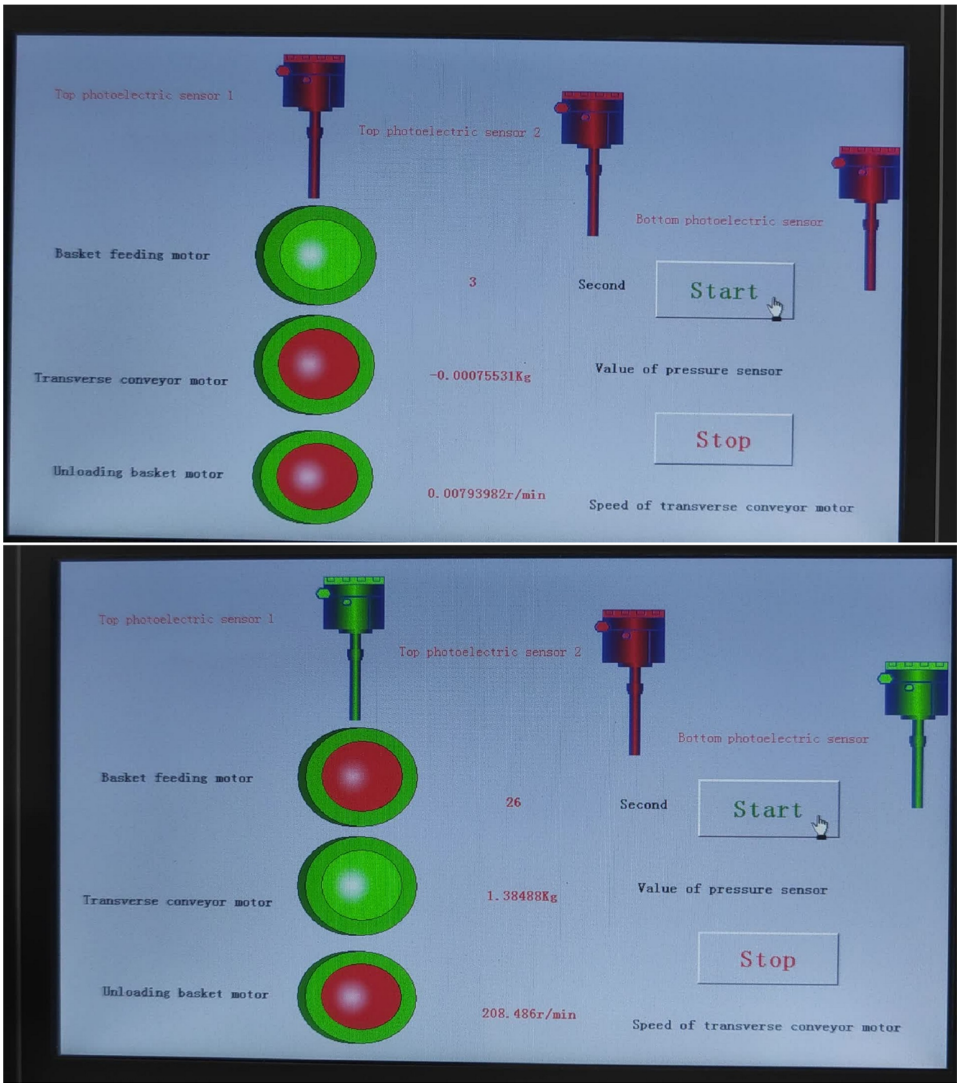 Top photoelectric sensor 1
Top photoelectric sensor 2
Bottom photoelectric sensor
Basket feeding motor
3
Second
Start
Transverse conveyor motor
-0.00075531Kg
Value of pressure sensor
Stop
Unloading basket motor
0.00793982r/min
Speed of transverse conveyor motor
Top photoelectric sensor 1
Top photoelectric sensor 2
Bottom photoelectric sensor
Basket feeding motor
26
Second
Start
Transverse conveyor motor
1.38488Kg
Value of pressure sensor
Stop
Unloading basket motor
208.486r/min
Speed of transverse conveyor motor